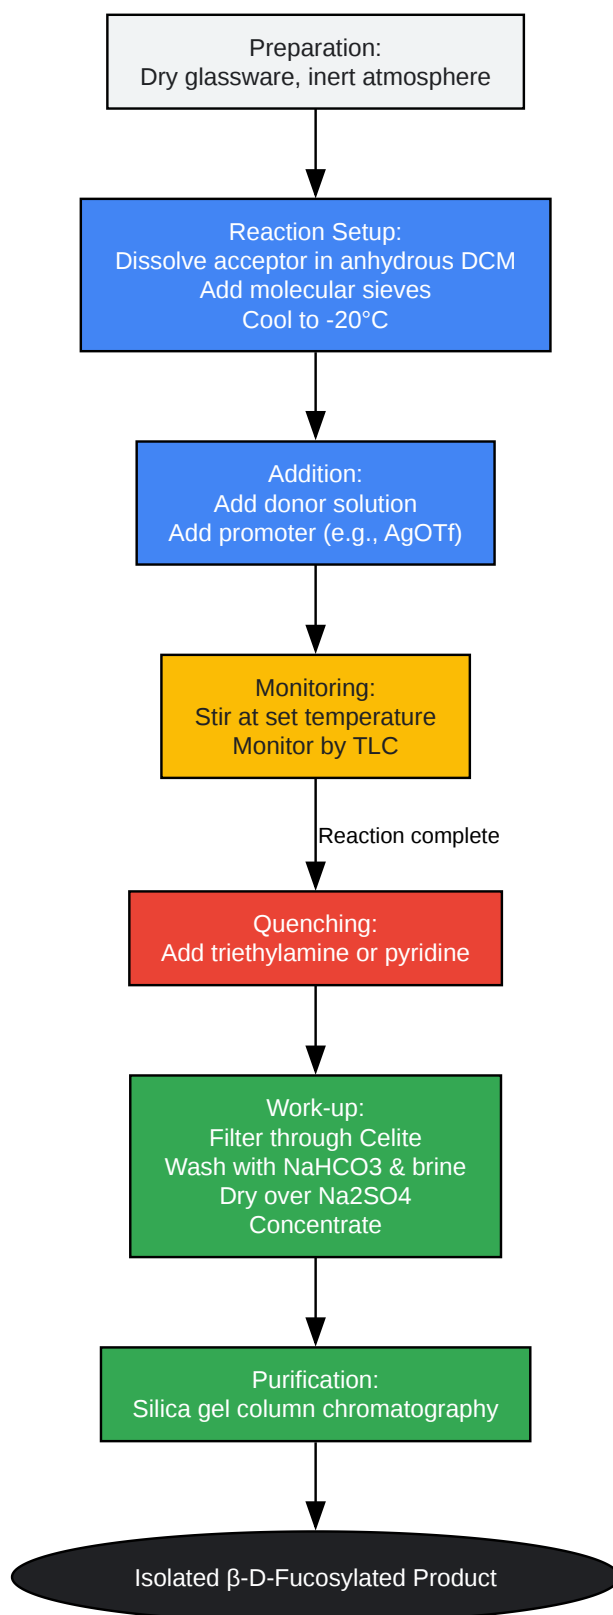 Preparation:
Dry glassware, inert atmosphere
Reaction Setup:
Dissolve acceptor in anhydrous DCM
Add molecular sieves
Cool to -20°C
Addition:
Add donor solution
Add promoter (e.g., AgOTf)
Monitoring:
Stir at set temperature
Monitor by TLC
Reaction complete
Quenching:
Add triethylamine or pyridine
Work-up:
Filter through Celite
Wash with NaHCO3 & brine
Dry over Na2SO4
Concentrate
Purification:
Silica gel column chromatography
Isolated β-D-Fucosylated Product